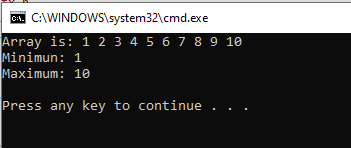 C:\WINDOWS\system32\cmd.exe
Array is: 1 2 3 4 5 6 7 8 9 10
Minimun: 1
Maximum: 10
Press any key to continue . . .